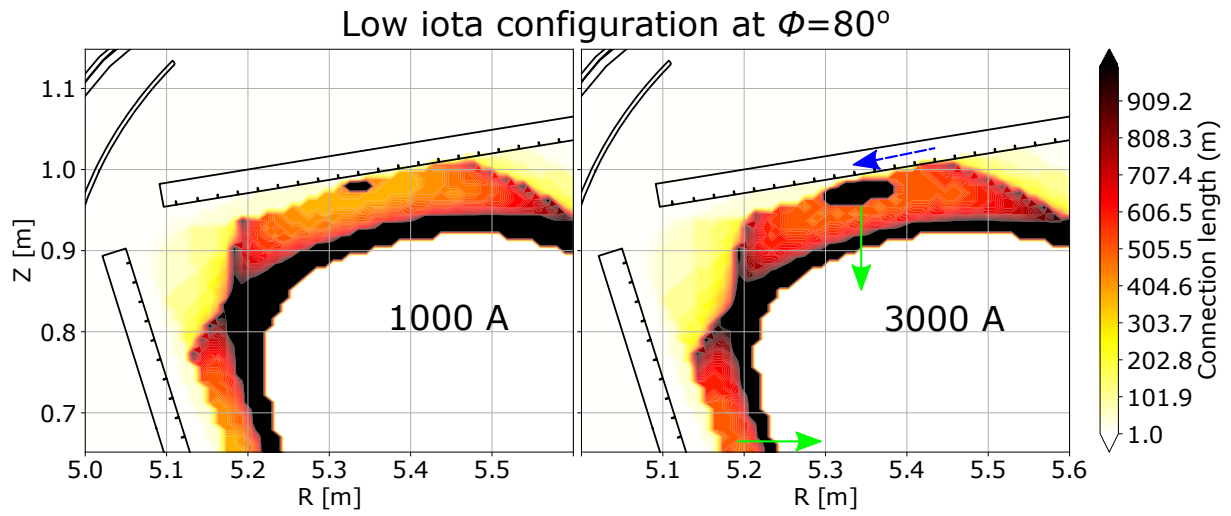 Low iota configuration at Φ=80°
1.1
1.0
0.9
0.8
0.7
Z [m]
1000 A
3000 A
5.0 5.1 5.2 5.3 5.4 5.5
5.1 5.2 5.3 5.4 5.5 5.6
R [m]
R [m]
909.2
808.3
707.4
606.5
505.5
404.6
303.7
202.8
101.9
1.0
Connection length (m)